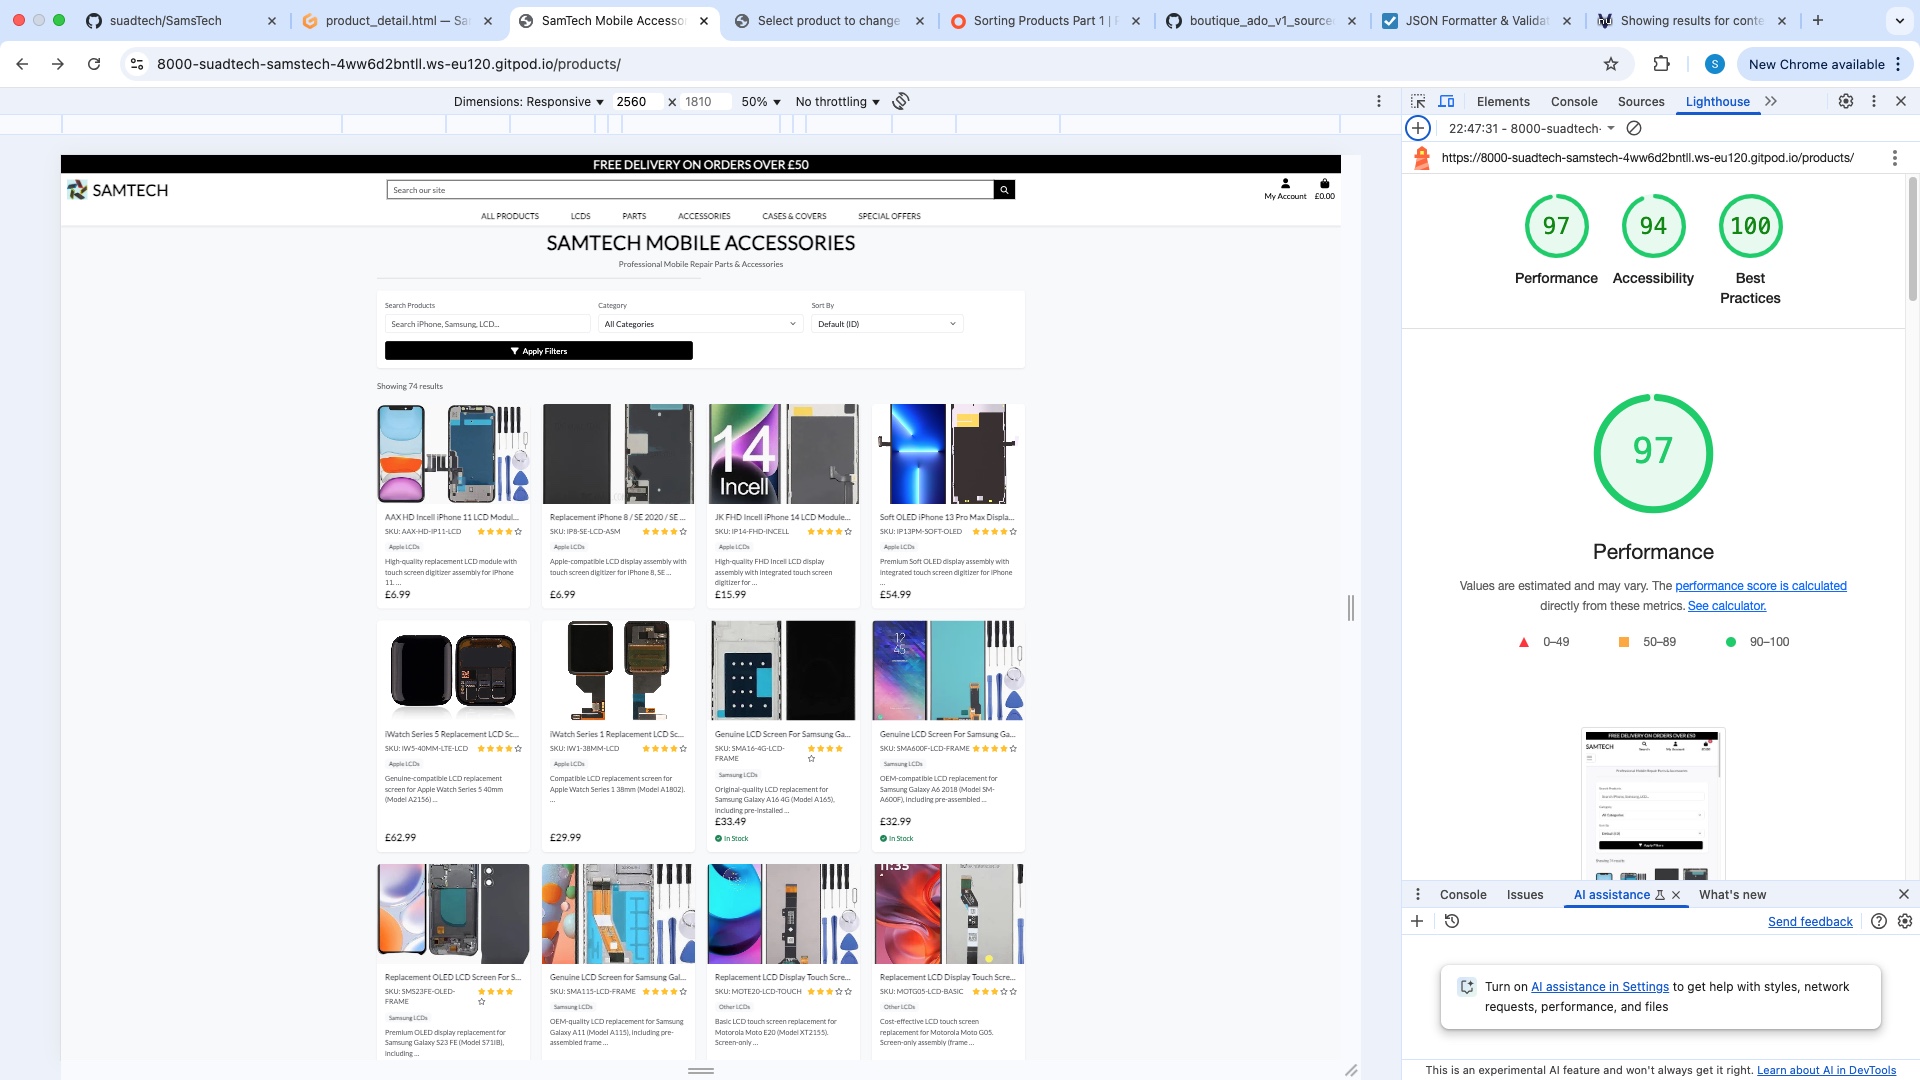 suadtech/SamsTech
product_detail.html — Sa
SamTech Mobile Accesso
Select product to change
Sorting Products Part 1 |
boutique_ado_v1_source
JSON Formatter & Valida
Showing results for conte
8000-suadtech-samstech-4ww6d2bntll.ws-eu120.gitpod.io/products/
S
New Chrome available
Dimensions: Responsive 2560 × 1810 50% No throttling
FREE DELIVERY ON ORDERS OVER £50
SAMTECH
Search our site
My Account
£0.00
ALL PRODUCTS LCDS PARTS ACCESSORIES CASES & COVERS SPECIAL OFFERS
SAMTECH MOBILE ACCESSORIES
Professional Mobile Repair Parts & Accessories
Search Products
Category
Sort By
Search iPhone, Samsung, LCD...
All Categories
Default (ID)
Apply Filters
Showing 74 results
14
Incell
AAX HD Incell iPhone 11 LCD Modul...
SKU: AAX-HD-IP11-LCD
Apple LCDs
High-quality replacement LCD module with
touch screen digitizer assembly for iPhone
11. ...
£6.99
Replacement iPhone 8 / SE 2020 / SE ...
SKU: IP8-SE-LCD-ASM
Apple LCDs
Apple-compatible LCD display assembly with
touch screen digitizer for iPhone 8, SE ...
£6.99
JK FHD Incell iPhone 14 LCD Module...
SKU: IP14-FHD-INCELL
Apple LCDs
High-quality FHD Incell LCD display
assembly with integrated touch screen
digitizer for ...
£15.99
Soft OLED iPhone 13 Pro Max Displa...
SKU: IP13PM-SOFT-OLED
Apple LCDs
Premium Soft OLED display assembly with
integrated touch screen digitizer for iPhone
...
£54.99
12
45
iWatch Series 5 Replacement LCD Sc...
SKU: IW5-40MM-LTE-LCD
Apple LCDs
Genuine-compatible LCD replacement
screen for Apple Watch Series 5 40mm
(Model A2156) ...
£62.99
iWatch Series 1 Replacement LCD Sc...
SKU: IW1-38MM-LCD
Apple LCDs
Compatible LCD replacement screen for
Apple Watch Series 1 38mm (Model A1802).
...
£29.99
Genuine LCD Screen For Samsung Ga...
SKU: SMA16-4G-LCD-
FRAME
Samsung LCDs
Original-quality LCD replacement for
Samsung Galaxy A16 4G (Model A165),
including pre-installed ...
£33.49
In Stock
Genuine LCD Screen For Samsung Ga...
SKU: SMA600F-LCD-FRAME
Samsung LCDs
OEM-compatible LCD replacement for
Samsung Galaxy A6 2018 (Model SM-
A600F), including pre-assembled ...
£32.99
In Stock
11:35
Replacement OLED LCD Screen For S...
SKU: SMS23FE-OLED-
FRAME
Samsung LCDs
Premium OLED display replacement for
Samsung Galaxy S23 FE (Model S711B),
including ...
Genuine LCD Screen for Samsung Gal...
SKU: SMA115-LCD-FRAME
Samsung LCDs
OEM-quality LCD replacement for Samsung
Galaxy A11 (Model A115), including pre-
assembled frame ...
Replacement LCD Display Touch Scre...
SKU: MOTE20-LCD-TOUCH
Other LCDs
Basic LCD touch screen replacement for
Motorola Moto E20 (Model XT2155).
Screen-only ...
Replacement LCD Display Touch Scre...
SKU: MOTG05-LCD-BASIC
Other LCDs
Cost-effective LCD touch screen
replacement for Motorola Moto G05.
Screen-only assembly (frame ...
Elements Console Sources Lighthouse
22:47:31 - 8000-suadtech-
https://8000-suadtech-samstech-4ww6d2bntll.ws-eu120.gitpod.io/products/
97 94 100
Performance Accessibility Best
Practices
97
Performance
Values are estimated and may vary. The performance score is calculated
directly from these metrics. See calculator.
0–49 50–89 90–100
FREE DELIVERY ON ORDERS OVER £50
SAMTECH
Professional Mobile Repair Parts & Accessories
All Categories
Apply Filters
Console Issues AI assistance What's new
Send feedback
Turn on AI assistance in Settings to get help with styles, network
requests, performance, and files
This is an experimental AI feature and won't always get it right. Learn about AI in DevTools